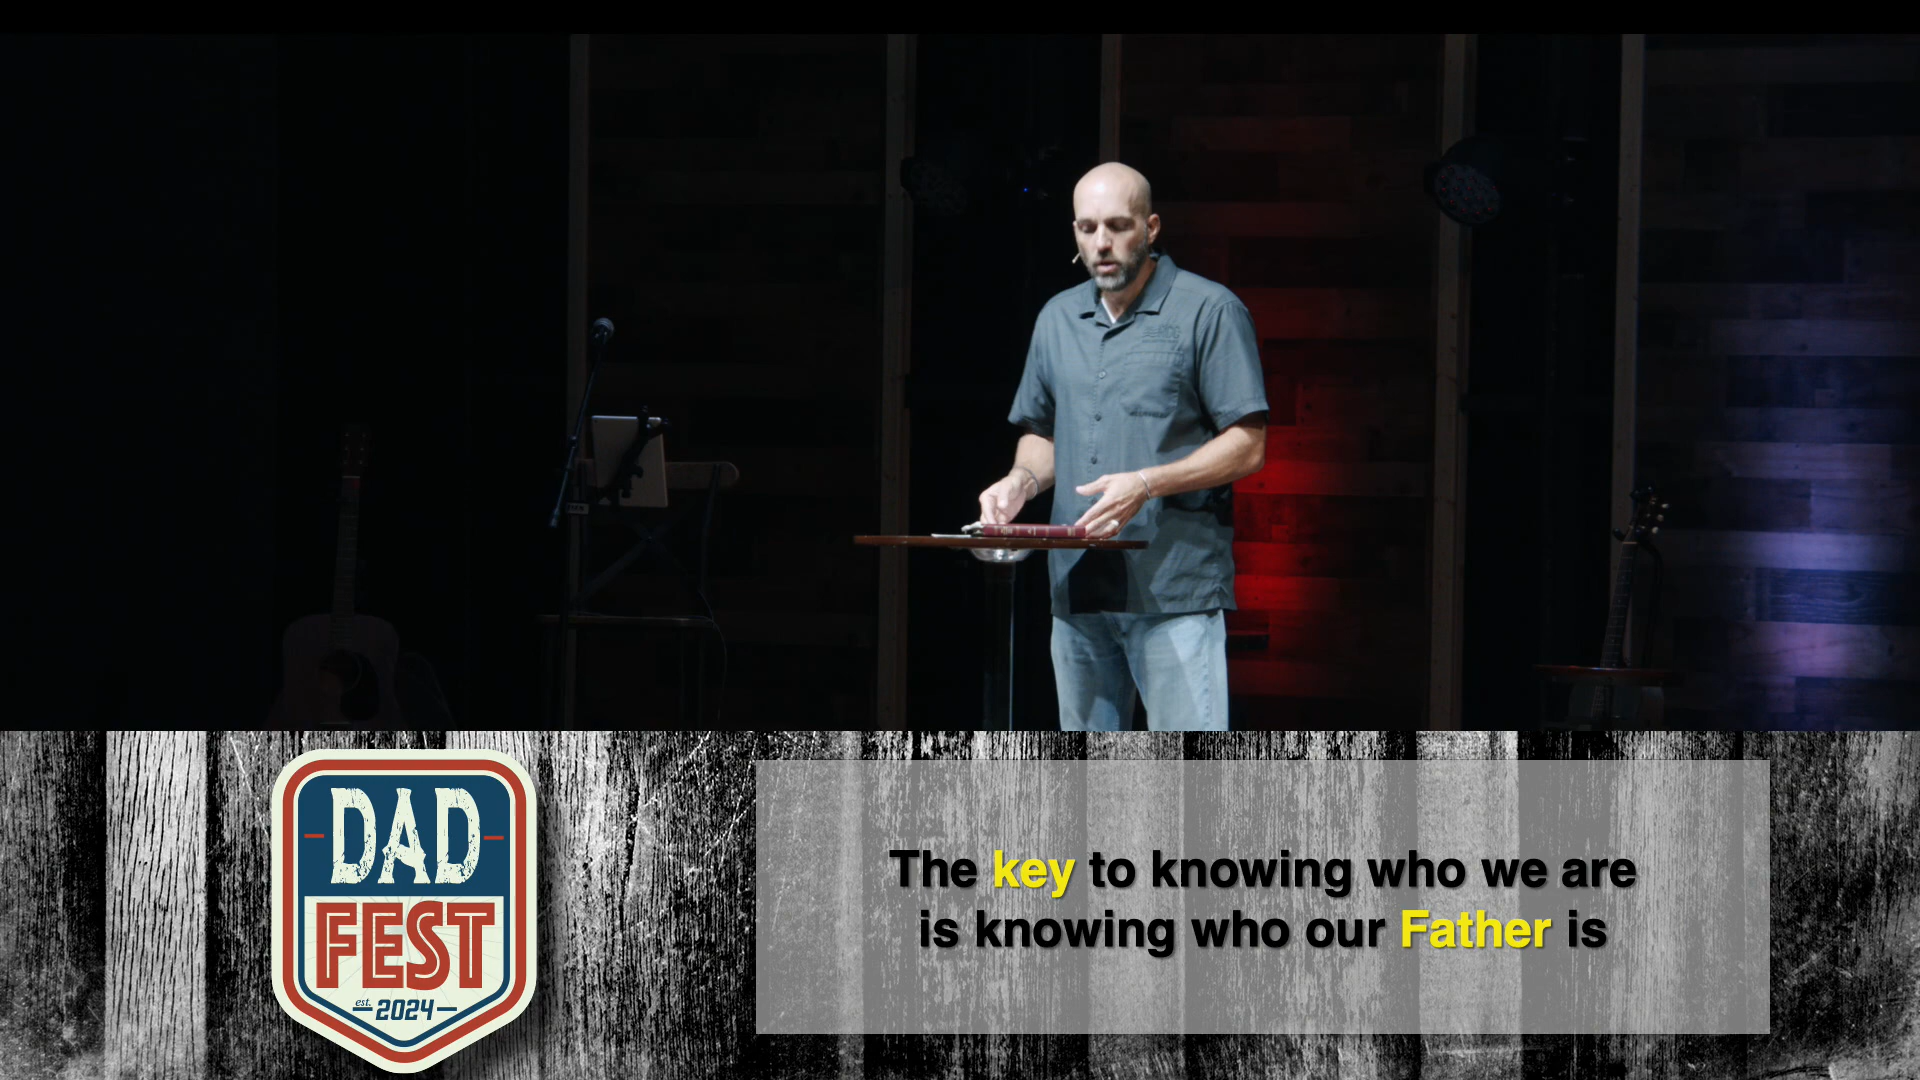 DAD
FEST
est. 2024
The key to knowing who we are
is knowing who our Father is